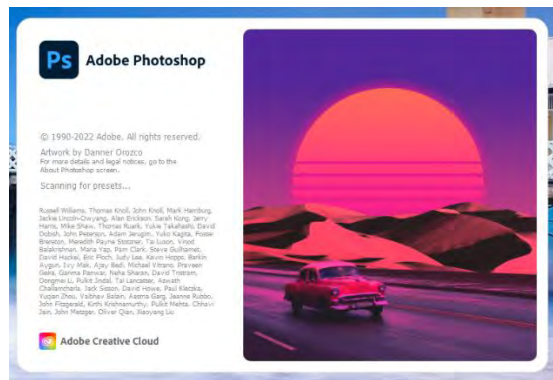 Ps Adobe Photoshop
© 1990-2022 Adobe. All rights reserved.
Artwork by Danner Orozco
For more details and legal notices, go to the
About Photoshop screen.
Scanning for presets...
Russell Williams, Thomas Knoll, John Knoll, Mark Hamburg,
Jackie Lincoln-Owyang, Alan Erickson, Sarah Kong, Jerry
Harris, Mike Shaw, Thomas Ruark, Yukie Takahashi, David
Dobish, John Peterson, Adam Jerugim, Yuko Kagita, Foster
Brereton, Meredith Payne Stotzner, Tai Luxon, Vinod
Balakrishnan, Maria Yap, Pam Clark, Steve Guilhamet,
David Hackel, Eric Floch, Judy Lee, Kevin Hopps, Barkin
Aygun, Ivy Mak, Ajay Bedi, Michael Vitrano, Praveen
Gelra, Garima Panwar, Neha Sharan, David Tristram,
Dongmei Li, Pulkit Jindal, Tai Lancaster, Aswath
Challamcharla, Jack Sisson, David Howe, Paul Kleczka,
Yuqian Zhou, Vaibhav Balain, Aastha Garg, Jeanne Rubbo,
John Fitzgerald, Kirth Krishnamurthy, Pulkit Mehta, Chhavi
Jain, John Metzger, Oliver Qian, Xiaoyang Liu
Adobe Creative Cloud